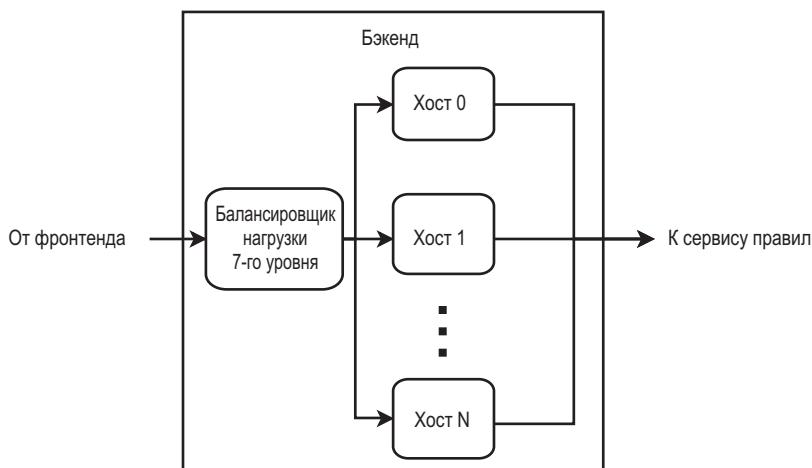 Бэкенд
Хост 0
От фронтенда
Балансировщик
нагрузки
7-го уровня
Хост 1
К сервису правил
Хост N